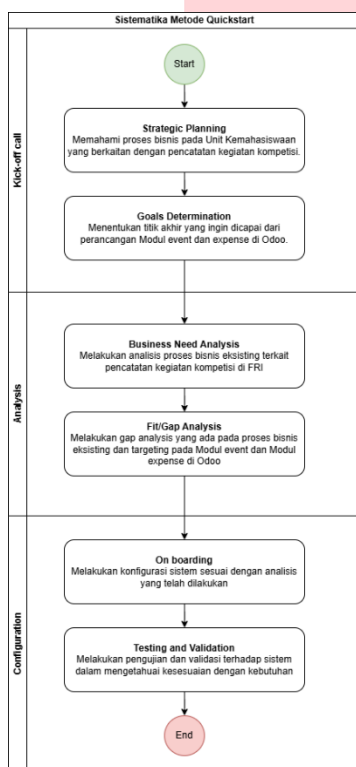 Sistematika Metode Quickstart
Kick-off call
Start
Strategic Planning
Memahami proses bisnis pada Unit Kemahasiswaan
yang berkaitan dengan pencatatan kegiatan kompetisi.
Goals Determination
Menentukan titik akhir yang ingin dicapai dari
perancangan Modul event dan expense di Odoo.
Analysis
Business Need Analysis
Melakukan analisis proses bisnis eksisting terkait
pencatatan kegiatan kompetisi di FRI
Fit/Gap Analysis
Melakukan gap analysis yang ada pada proses bisnis
eksisting dan targeting pada Modul event dan Modul
expense di Odoo
Configuration
On boarding
Melakukan konfigurasi sistem sesuai dengan analisis
yang telah dilakukan
Testing and Validation
Melakukan pengujian dan validasi terhadap sistem
dalam mengetahuai kesesuaian dengan kebutuhan
End